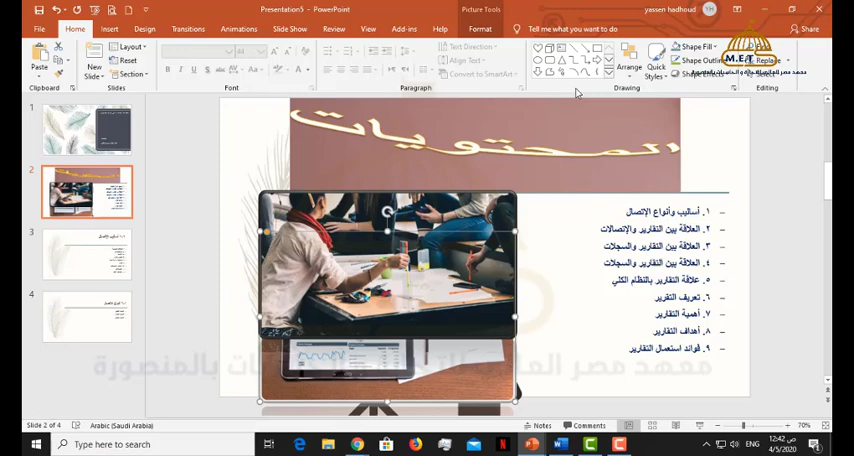 Presentation5 - PowerPoint
Picture Tools
yassen hadhoud
YH
File
Home
Insert
Design
Transitions
Animations
Slide Show
Review
View
Add-ins
Help
Format
Tell me what you want to do
Share
Paste
New Slide
Layout
Reset
Section
Text Direction
Align Text
Convert to SmartArt
Arrange
Quick Styles
Shape Fill
Shape Outline
Shape Effects
Replace
M.E.T
Clipboard
Slides
Font
Paragraph
Drawing
Editing
1
2
3
4
المحتويات
١. أساليب وأنواع الإتصال
٢. العلاقة بين التقارير والإتصالات
٣. العلاقة بين التقارير والسجلات
٤. العلاقة بين التقارير والسجلات
٥. علاقة التقارير بالنظام الكلي
٦. تعريف التقرير
٧. أهمية التقارير
٨. أهداف التقارير
٩. فوائد استعمال التقارير
Slide 2 of 4
Arabic (Saudi Arabia)
Notes
Comments
70%
Type here to search
ENG
12:42 ص
4/5/2020